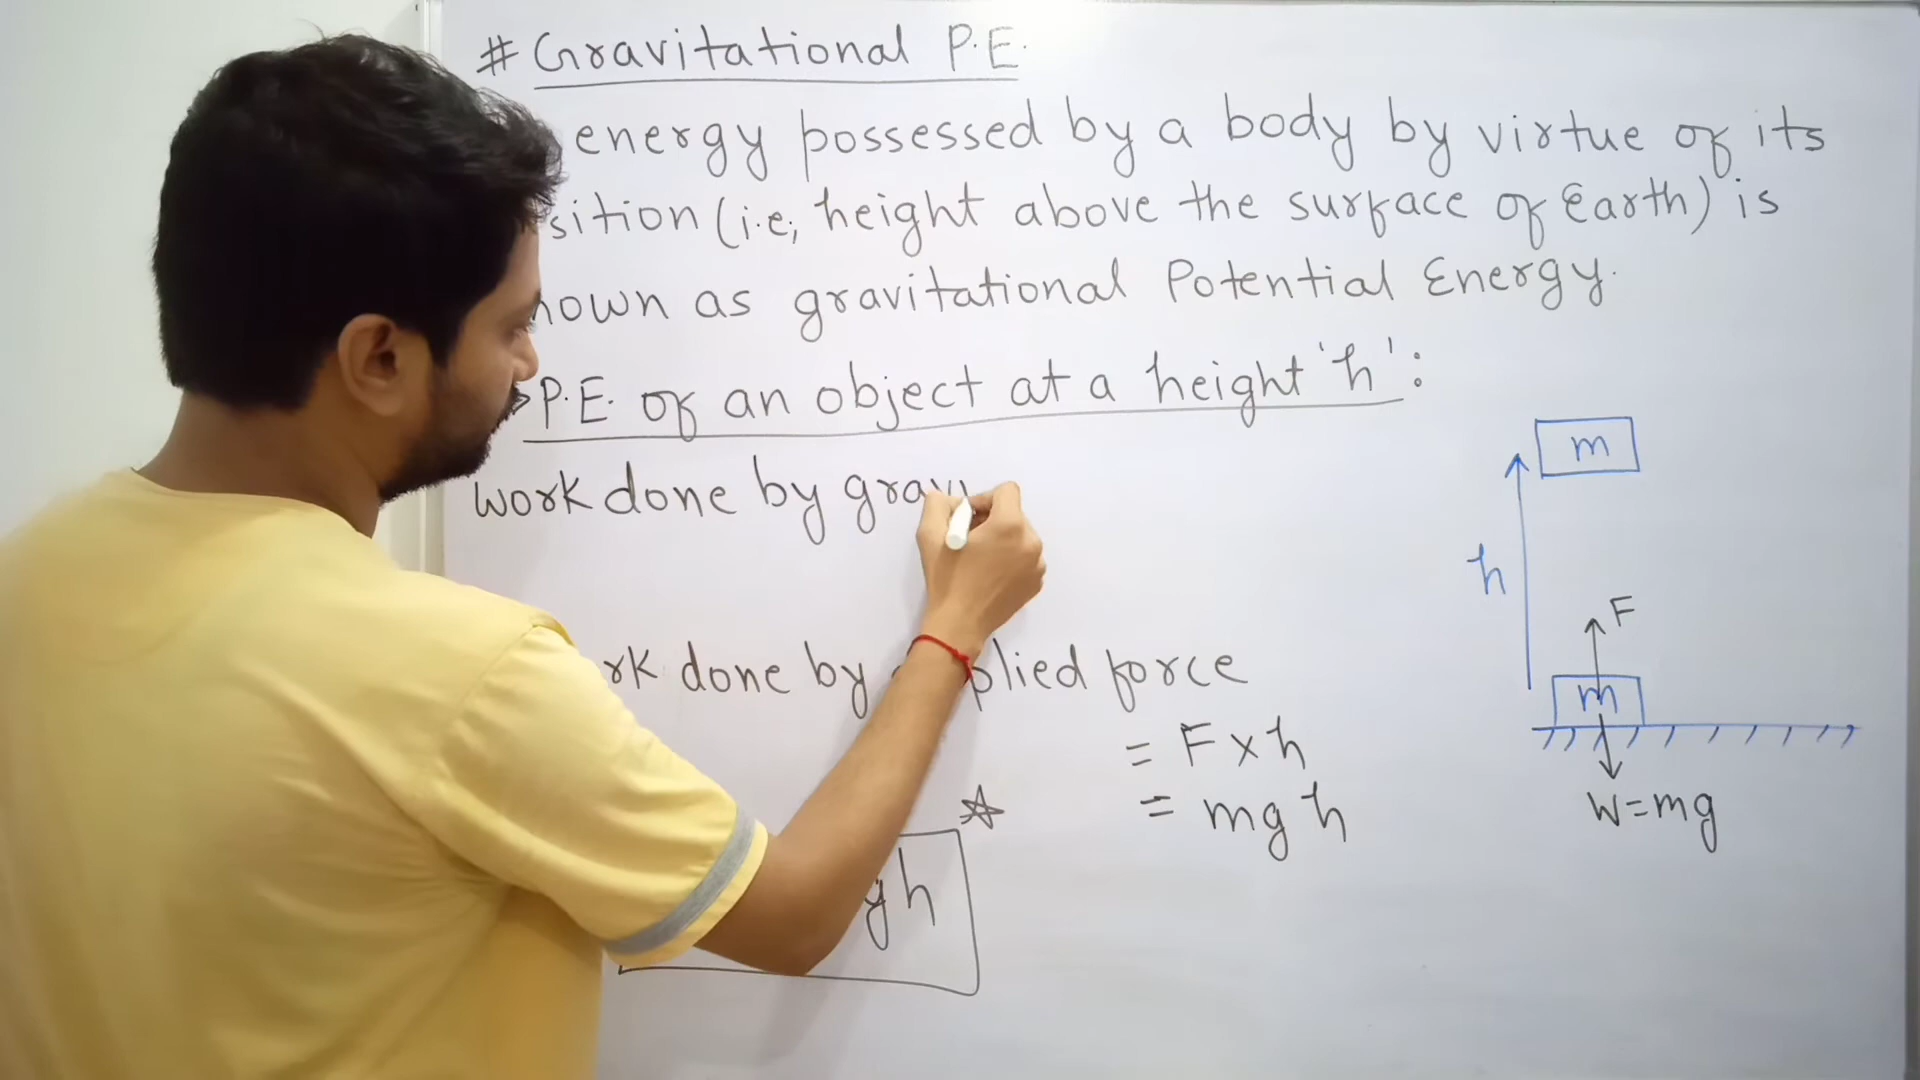 # Gravitational P.E.
energy possessed by a body by virtue of its
sition (i.e; height above the surface of Earth) is
nown as gravitational Potential Energy.
P.E. of an object at a height 'h' :
work done by grav
rk done by plied force
= F x h
= mg h
gh
m
h
F
m
W=mg